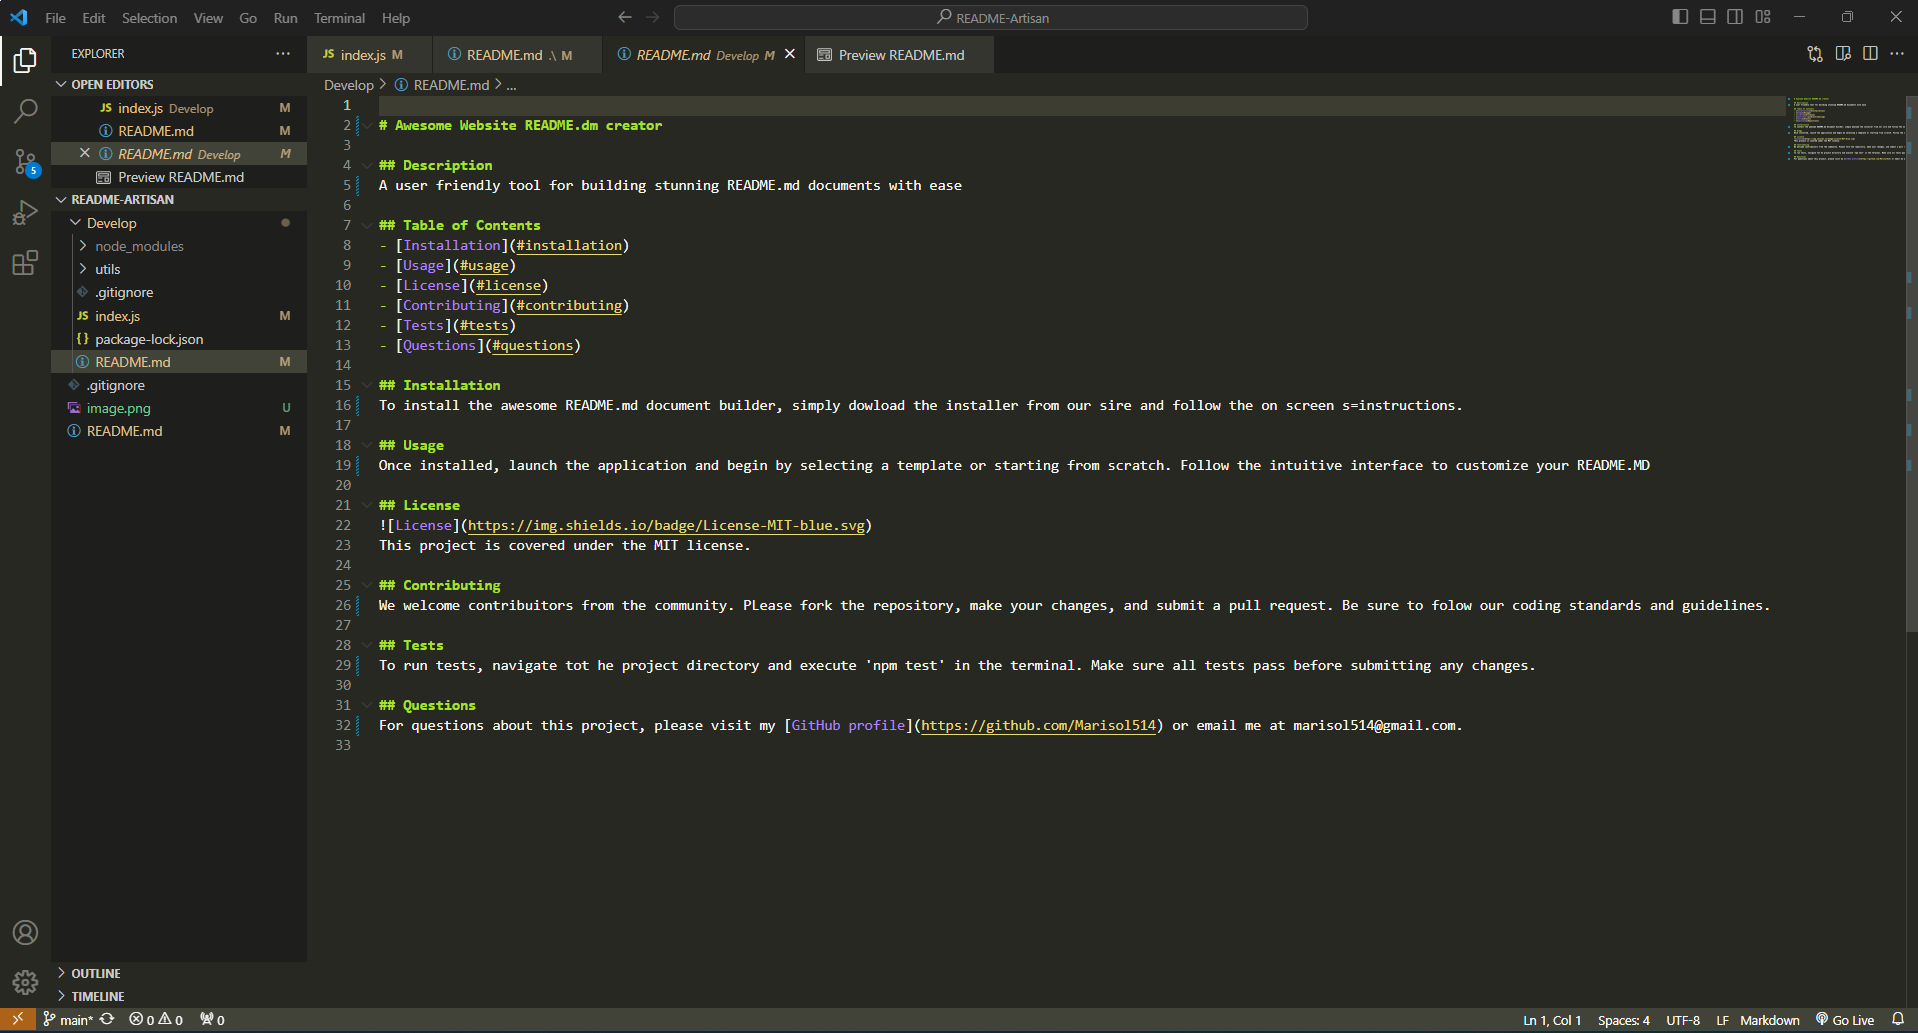 File Edit Selection View Go Run Terminal Help
README-Artisan
EXPLORER
OPEN EDITORS
JS index.js Develop M
README.md M
README.md Develop M
Preview README.md
README-ARTISAN
Develop
node_modules
utils
.gitignore
JS index.js M
{} package-lock.json
README.md M
.gitignore
image.png U
README.md M
OUTLINE
TIMELINE
5
JS index.js M README.md .\ M README.md Develop M Preview README.md
Develop > README.md > ...
1
2 # Awesome Website README.dm creator
3
4 ## Description
5 A user friendly tool for building stunning README.md documents with ease
6
7 ## Table of Contents
8 - [Installation](#installation)
9 - [Usage](#usage)
10 - [License](#license)
11 - [Contributing](#contributing)
12 - [Tests](#tests)
13 - [Questions](#questions)
14
15 ## Installation
16 To install the awesome README.md document builder, simply dowload the installer from our sire and follow the on screen s=instructions.
17
18 ## Usage
19 Once installed, launch the application and begin by selecting a template or starting from scratch. Follow the intuitive interface to customize your README.MD
20
21 ## License
22 ![License](https://img.shields.io/badge/License-MIT-blue.svg)
23 This project is covered under the MIT license.
24
25 ## Contributing
26 We welcome contribuitors from the community. PLease fork the repository, make your changes, and submit a pull request. Be sure to folow our coding standards and guidelines.
27
28 ## Tests
29 To run tests, navigate tot he project directory and execute 'npm test' in the terminal. Make sure all tests pass before submitting any changes.
30
31 ## Questions
32 For questions about this project, please visit my [GitHub profile](https://github.com/Marisol514) or email me at marisol514@gmail.com.
33
main* 0 0 0 Ln 1, Col 1 Spaces: 4 UTF-8 LF Markdown Go Live